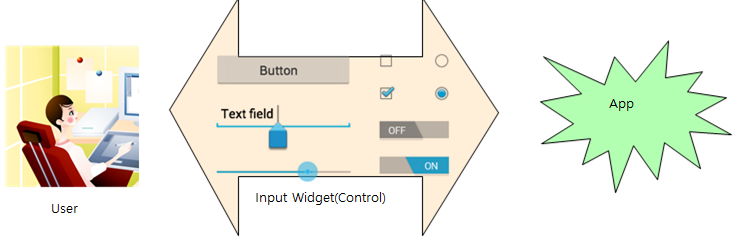 Button
Text field
OFF
ON
Input Widget(Control)
User
App